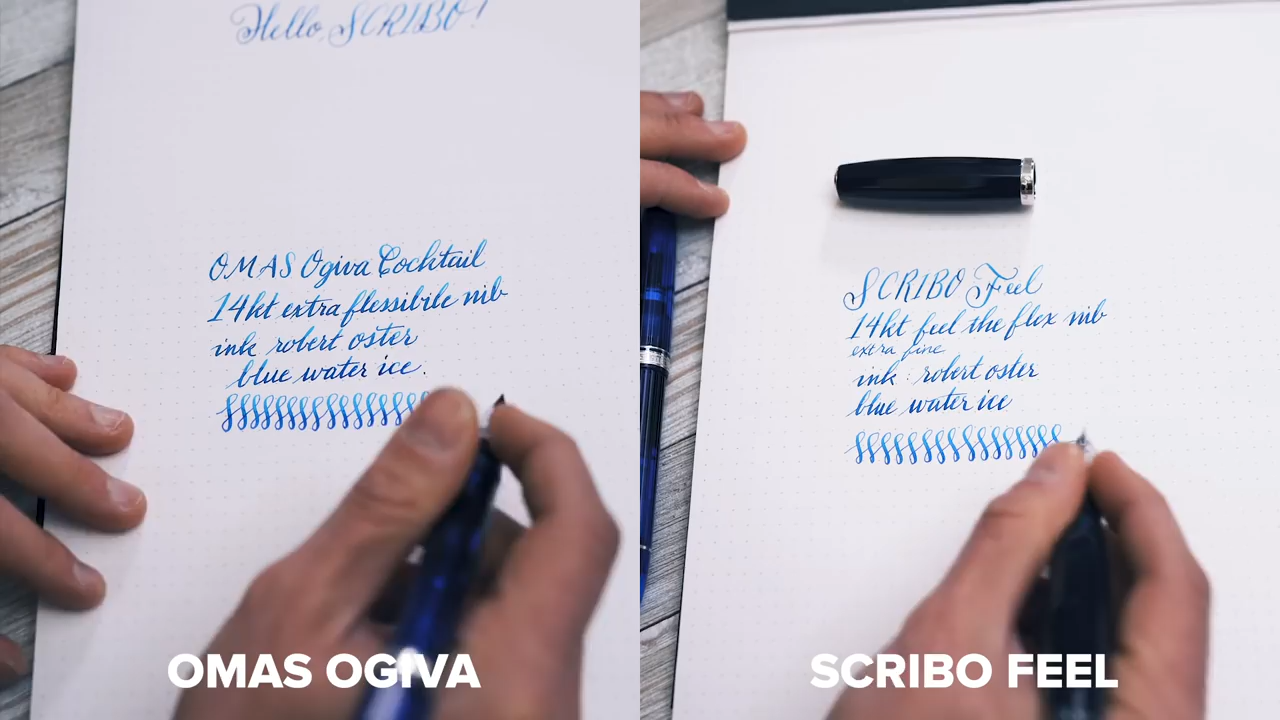 Hello, SCRIBO!
OMAS Ogiva Cocktail
14kt extra flessibile nib
ink robert oster
blue water ice.
OMAS OGIVA
SCRIBO Feel
14kt feel the flex nib
extra fine
ink: robert oster
blue water ice
SCRIBO FEEL